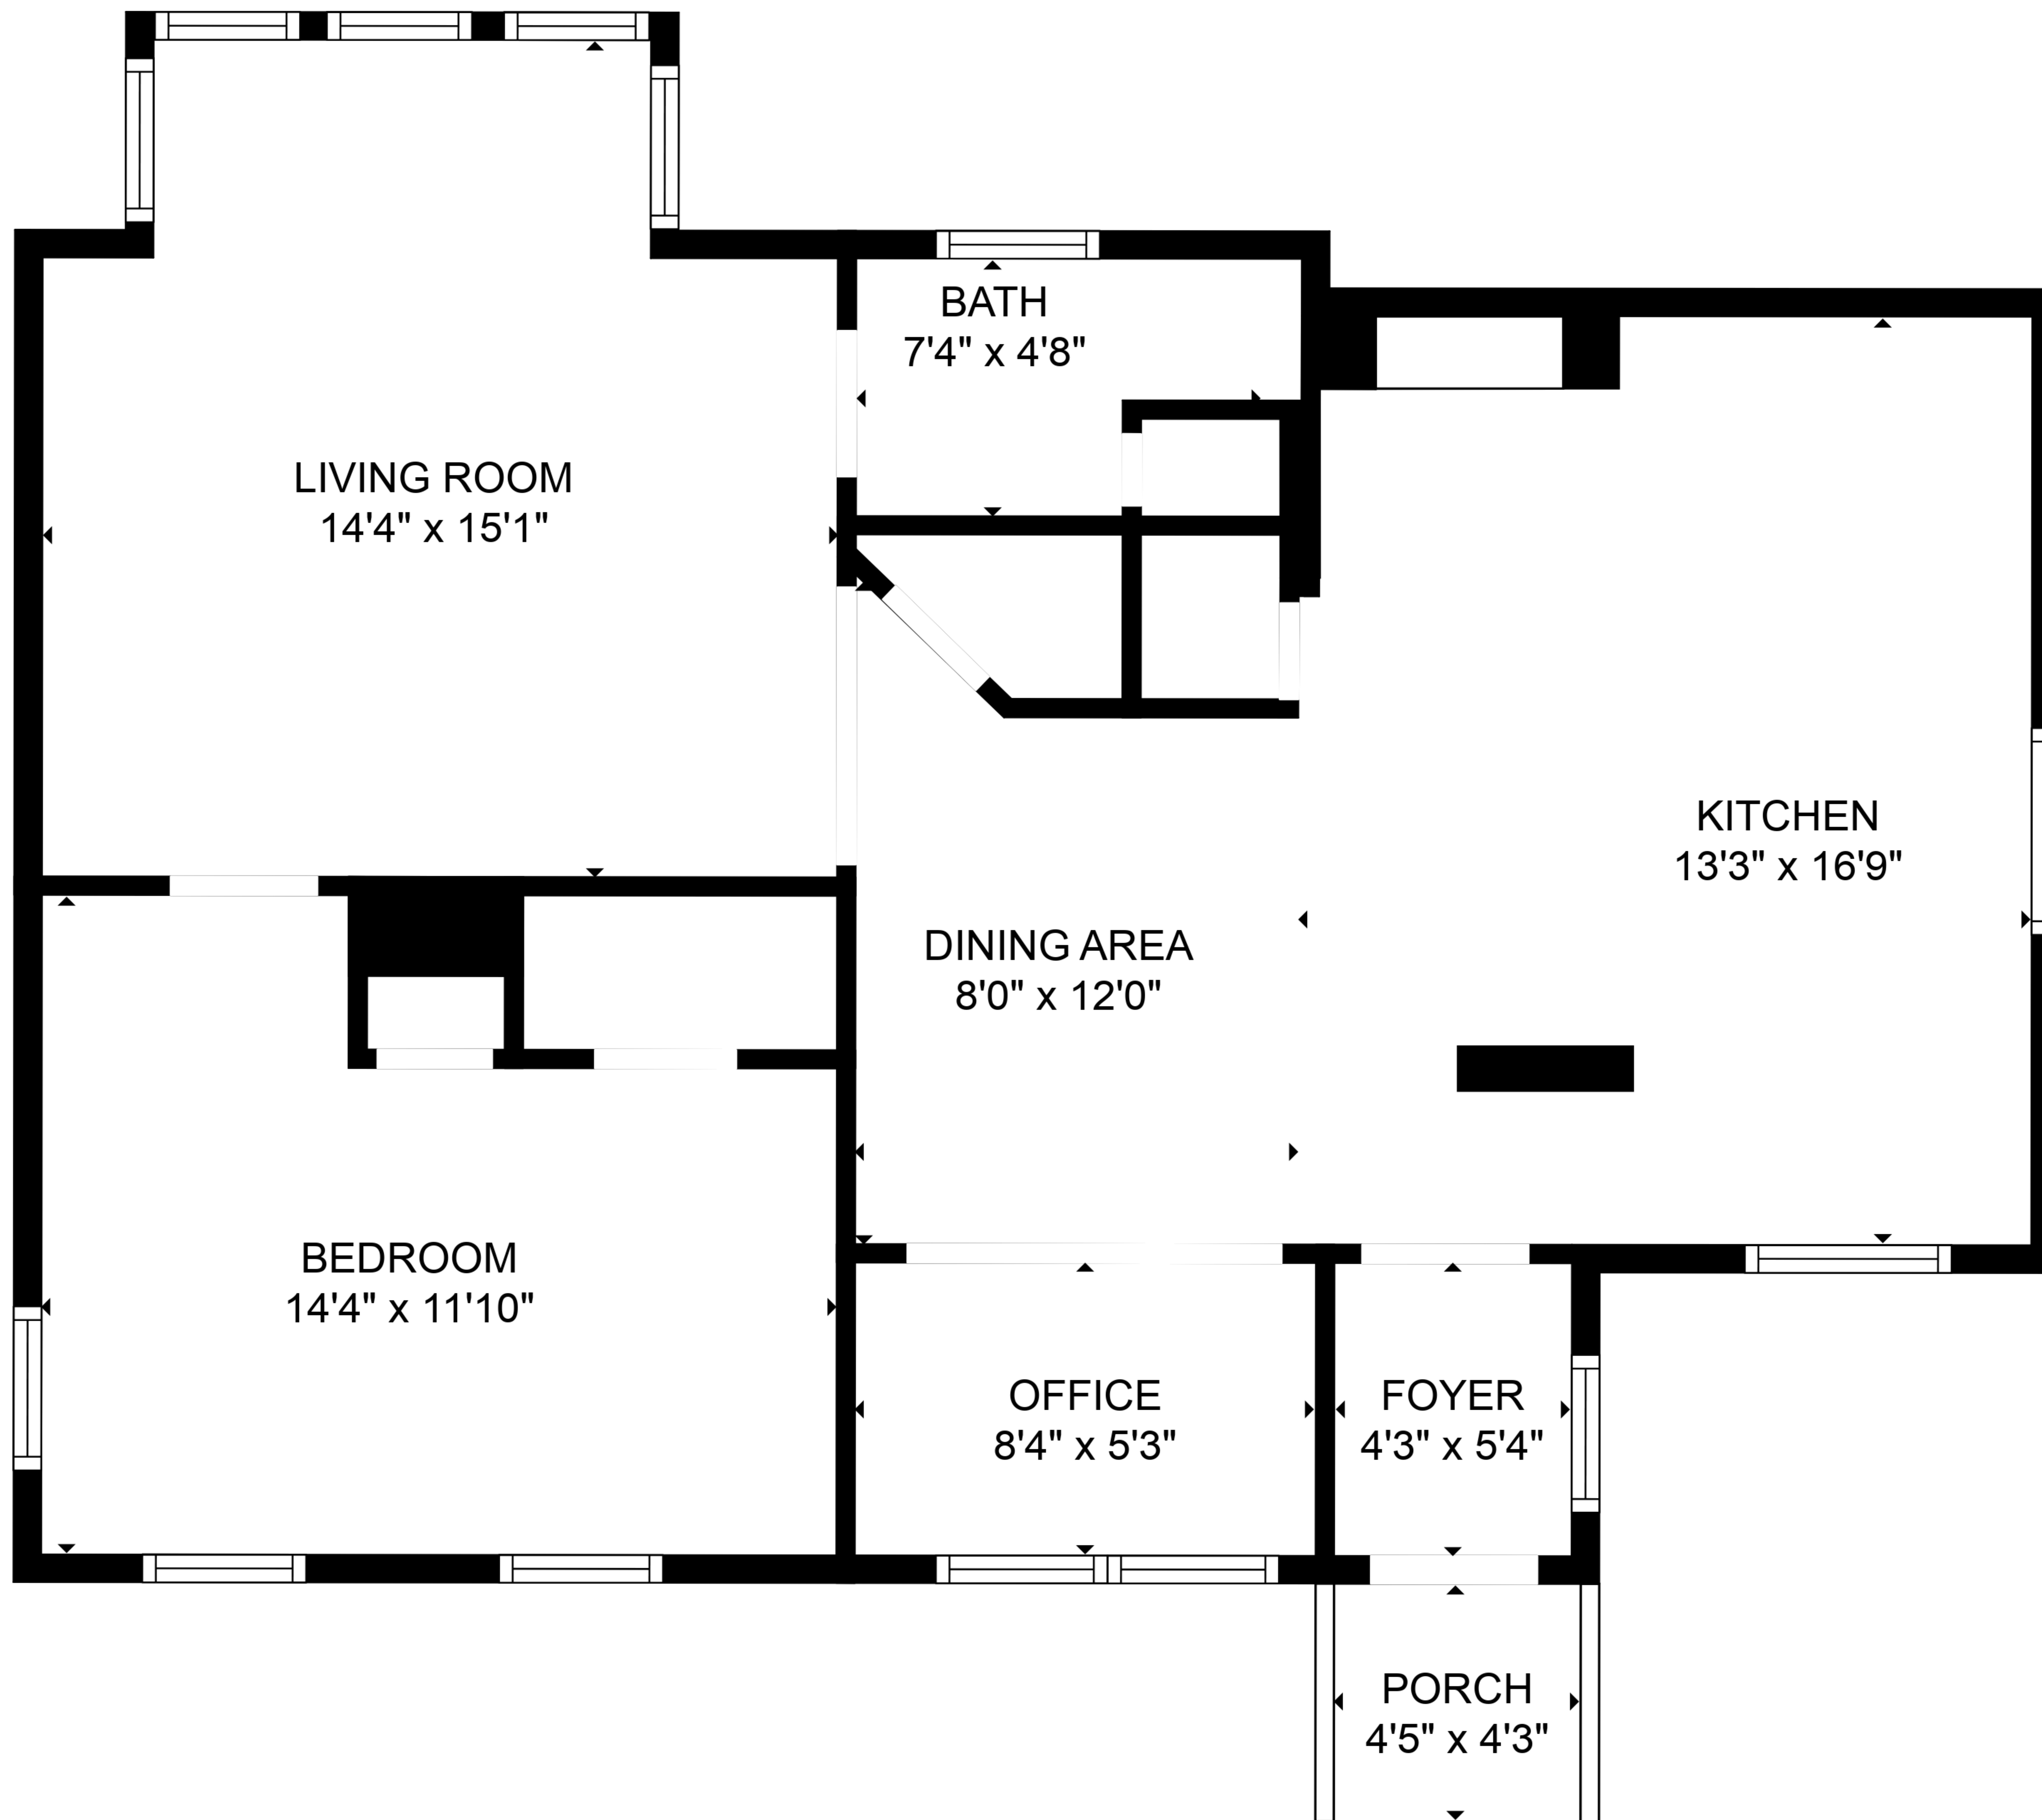 BATH
7'4" x 4'8"
LIVING ROOM
14'4" x 15'1"
KITCHEN
13'3" x 16'9"
DINING AREA
8'0" x 12'0"
BEDROOM
14'4" x 11'10"
OFFICE
8'4" x 5'3"
FOYER
4'3" x 5'4"
PORCH
4'5" x 4'3"